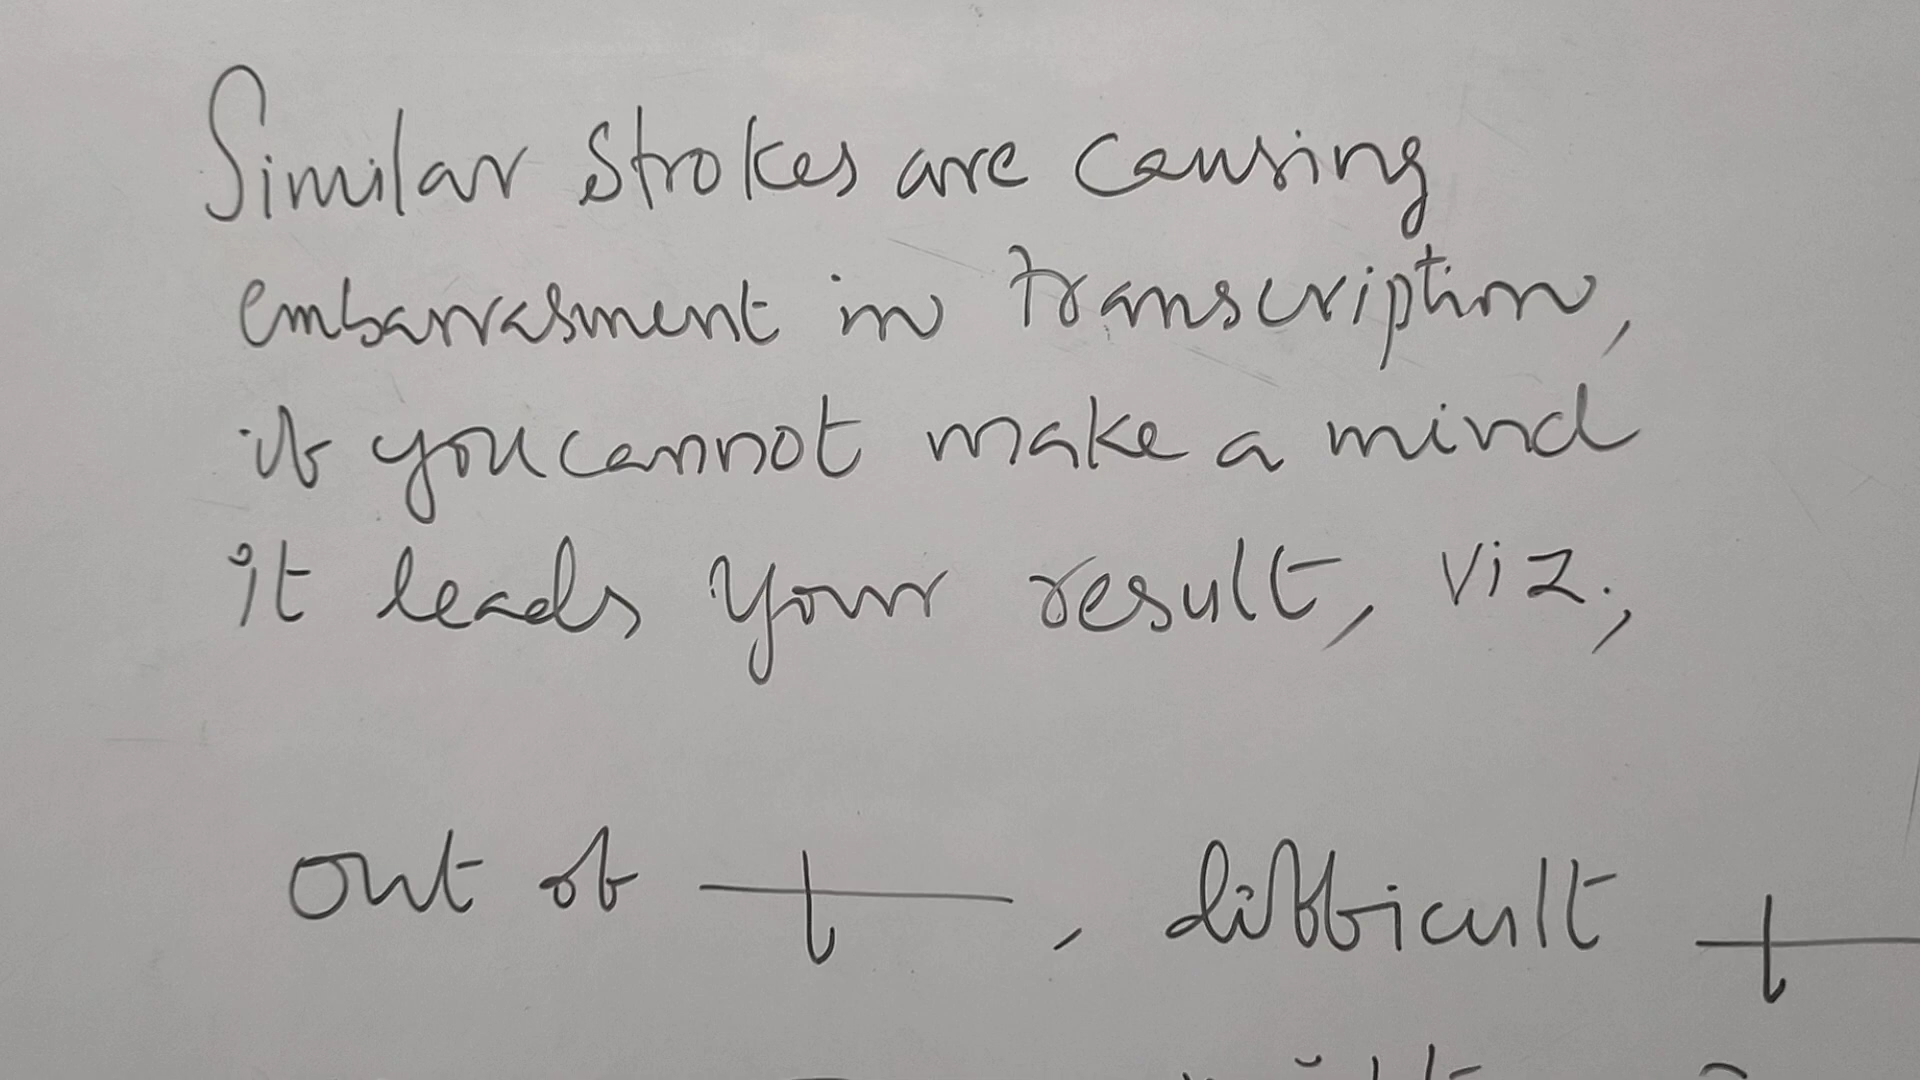 Similar strokes are causing
embarrasment in transcription,
if you cannot make a mind
it leads your result, viz.,
out of , difficult